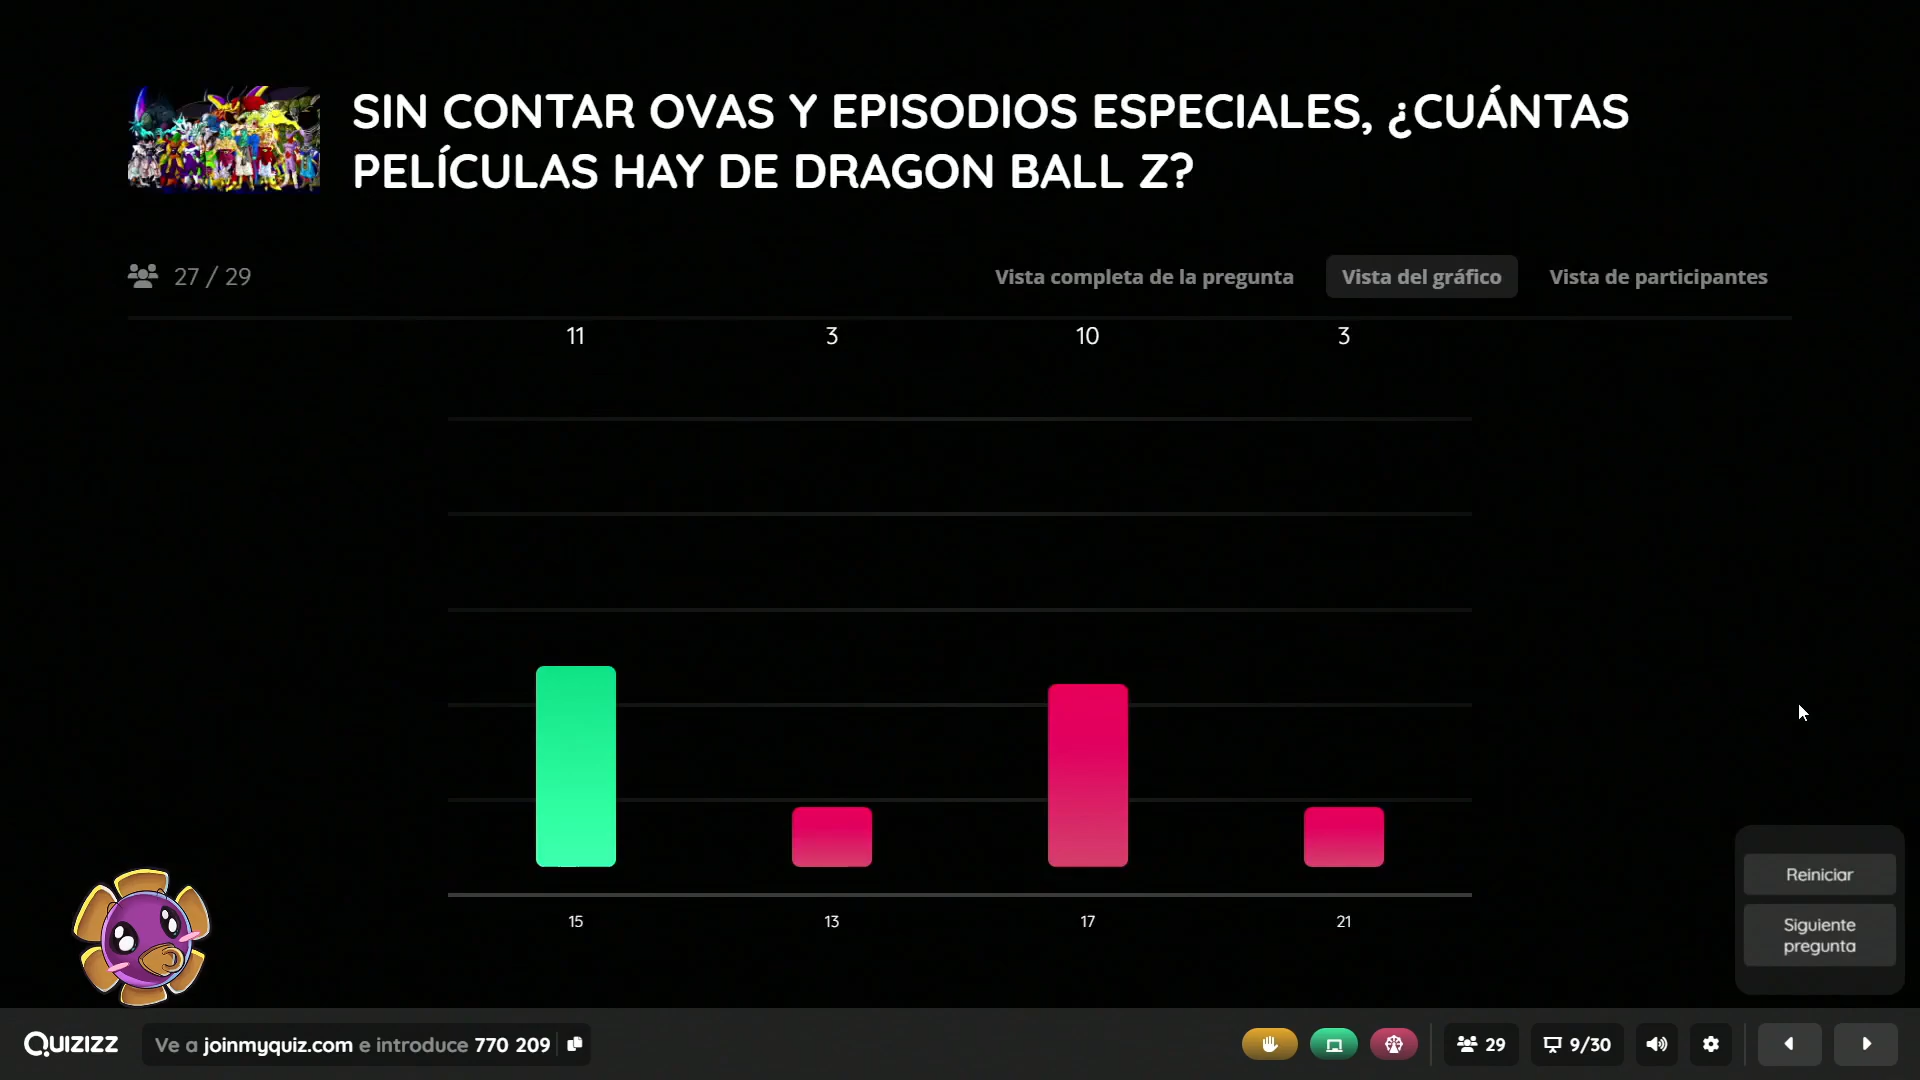 SIN CONTAR OVAS Y EPISODIOS ESPECIALES, ¿CUÁNTAS
PELÍCULAS HAY DE DRAGON BALL Z?
27 / 29
Vista completa de la pregunta
Vista del gráfico
Vista de participantes
11
3
10
3
15
13
17
21
Reiniciar
Siguiente
pregunta
QUIZIZZ
Ve a joinmyquiz.com e introduce 770 209
29
9/30